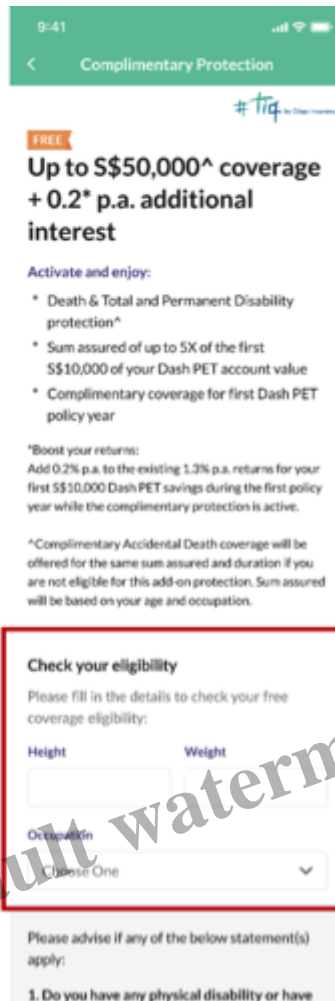 9:41
Complimentary Protection
#tiq by Etiqa Insurance
FREE
Up to S$50,000^ coverage
+ 0.2* p.a. additional
interest
Activate and enjoy:
* Death & Total and Permanent Disability
protection^
* Sum assured of up to 5X of the first
S$10,000 of your Dash PET account value
* Complimentary coverage for first Dash PET
policy year
*Boost your returns:
Add 0.2% p.a. to the existing 1.3% p.a. returns for your
first S$10,000 Dash PET savings during the first policy
year while the complimentary protection is active.
^Complimentary Accidental Death coverage will be
offered for the same sum assured and duration if you
are not eligible for this add-on protection. Sum assured
will be based on your age and occupation.
Check your eligibility
Please fill in the details to check your free
coverage eligibility:
Height Weight
Occupation
Choose One
ult waterm
Please advise if any of the below statement(s)
apply:
1. Do you have any physical disability or have